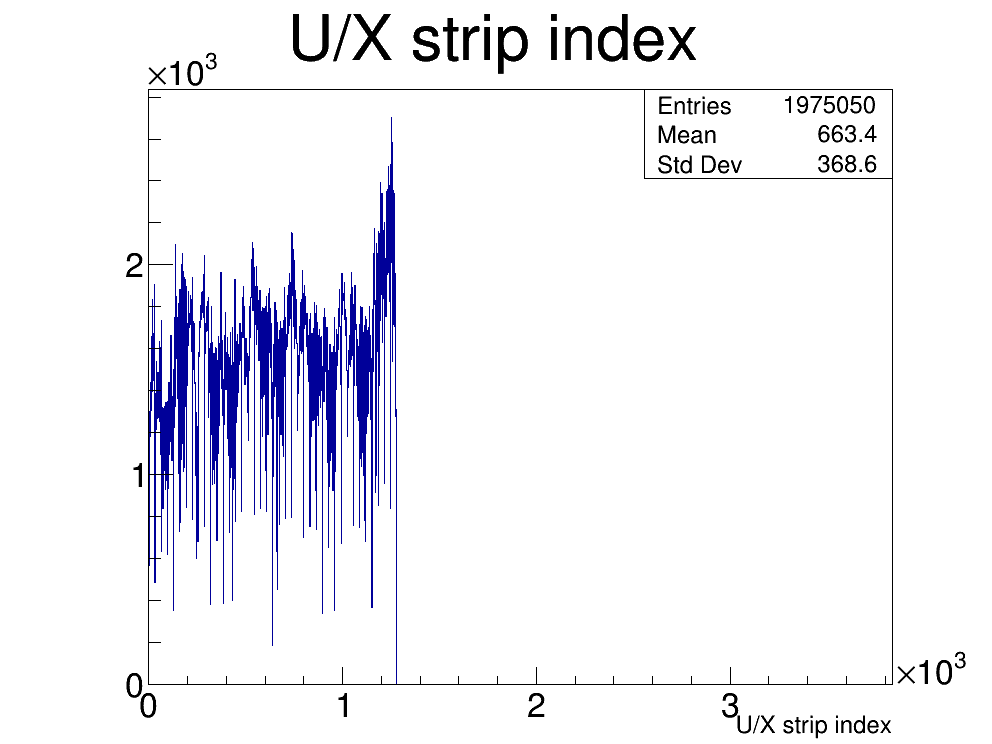 U/X strip index
×10³
Entries 1975050
Mean 663.4
Std Dev 368.6
2
1
0
0 1 2 3
×10³
U/X strip index